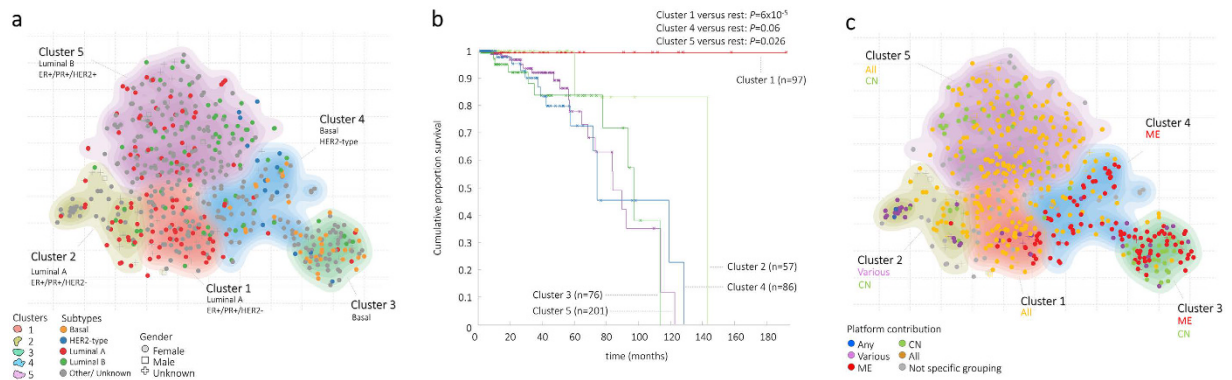 a
Cluster 5
Luminal B
ER+/PR+/HER2+
Cluster 4
Basal
HER2-type
Cluster 2
Luminal A
ER+/PR+/HER2-
Cluster 1
Luminal A
ER+/PR+/HER2-
Cluster 3
Basal
Clusters
1
2
3
4
5
Subtypes
Basal
HER2-type
Luminal A
Luminal B
Other/ Unknown
Gender
Female
Male
Unknown
b
Cluster 1 versus rest: P=6x10-5
Cluster 4 versus rest: P=0.06
Cluster 5 versus rest: P=0.026
Cumulative proportion survival
1
0.9
0.8
0.7
0.6
0.5
0.4
0.3
0.2
0.1
Cluster 1 (n=97)
Cluster 2 (n=57)
Cluster 3 (n=76)
Cluster 4 (n=86)
Cluster 5 (n=201)
0 20 40 60 80 100 120 140 160 180
time (months)
c
Cluster 5
All
CN
Cluster 4
ME
Cluster 2
Various
CN
Cluster 1
All
Cluster 3
ME
CN
Platform contribution
Any
Various
ME
CN
All
Not specific grouping